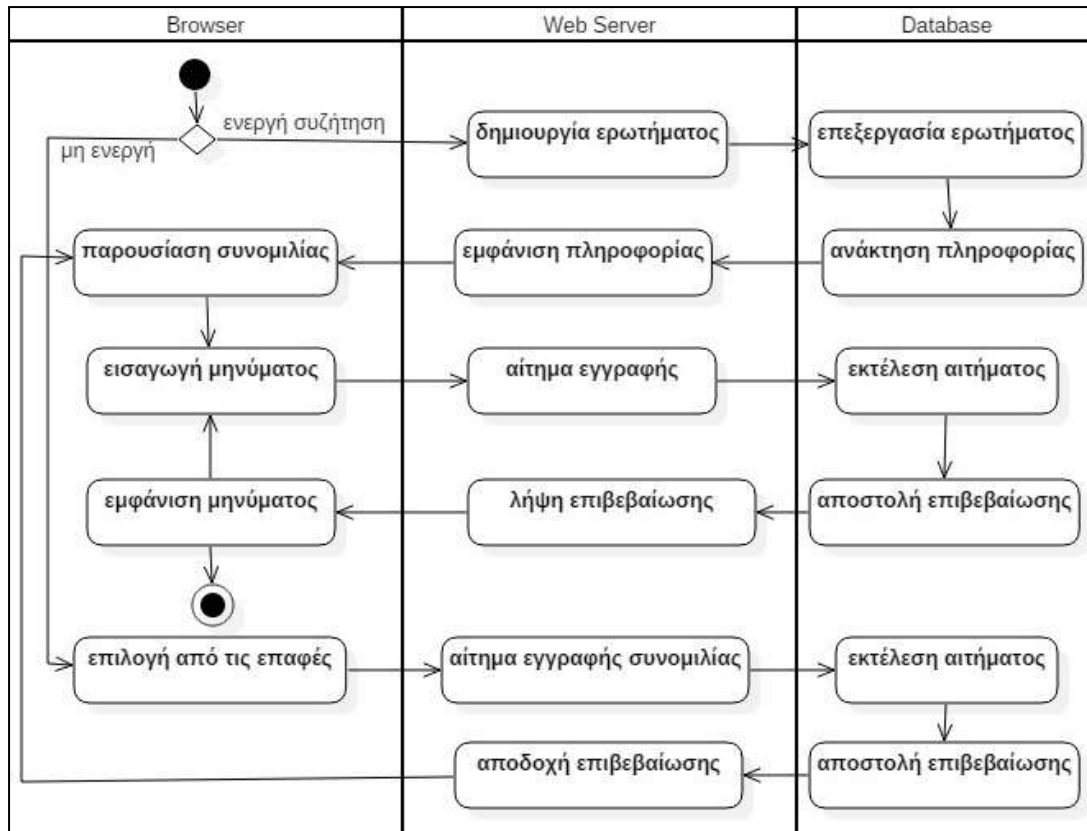 Browser
Web Server
Database
ενεργή συζήτηση
μη ενεργή
δημιουργία ερωτήματος
επεξεργασία ερωτήματος
παρουσίαση συνομιλίας
εμφάνιση πληροφορίας
ανάκτηση πληροφορίας
εισαγωγή μηνύματος
αίτημα εγγραφής
εκτέλεση αιτήματος
εμφάνιση μηνύματος
λήψη επιβεβαίωσης
αποστολή επιβεβαίωσης
επιλογή από τις επαφές
αίτημα εγγραφής συνομιλίας
εκτέλεση αιτήματος
αποδοχή επιβεβαίωσης
αποστολή επιβεβαίωσης